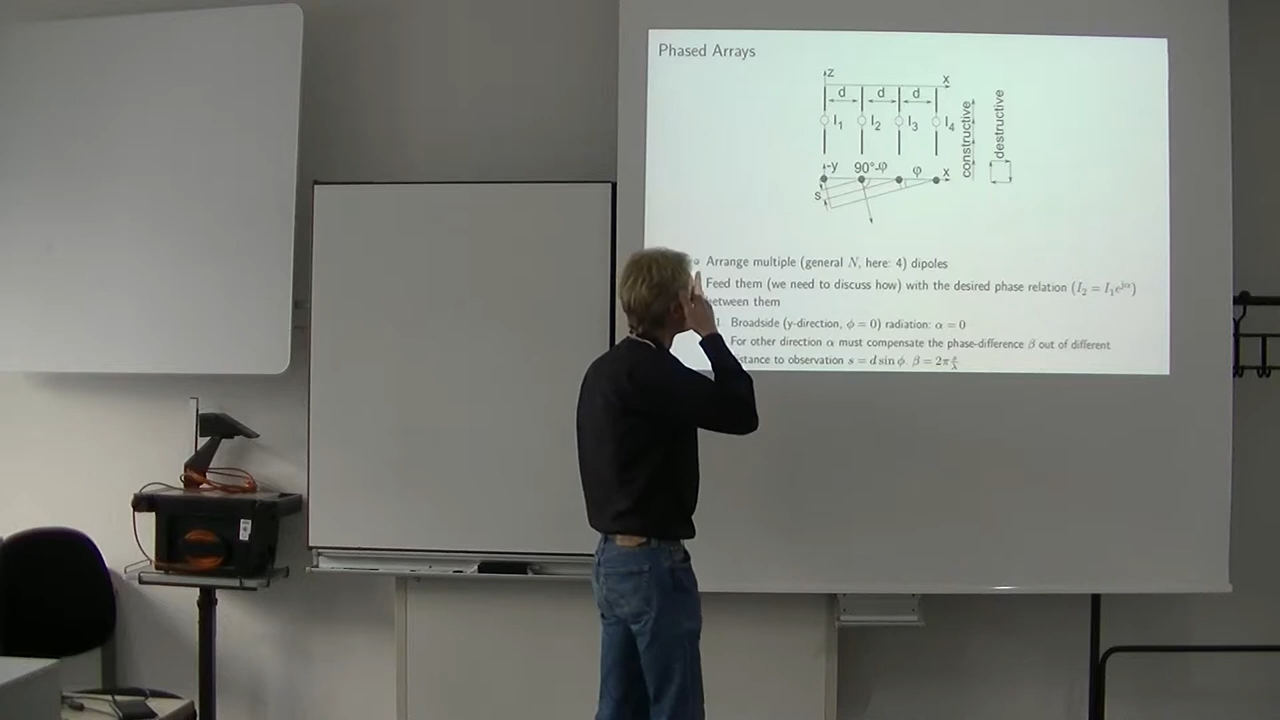 Phased Arrays
z
x
d d d
I1 I2 I3 I4
constructive
destructive
-y 90°-φ φ x
s
Arrange multiple (general N, here: 4) dipoles
Feed them (we need to discuss how) with the desired phase relation (I₂ = I₁e^{jα})
between them
1. Broadside (y-direction, ϕ = 0) radiation: α = 0
For other direction α must compensate the phase-difference β out of different
distance to observation s = d sin ϕ. β = 2π s/λ